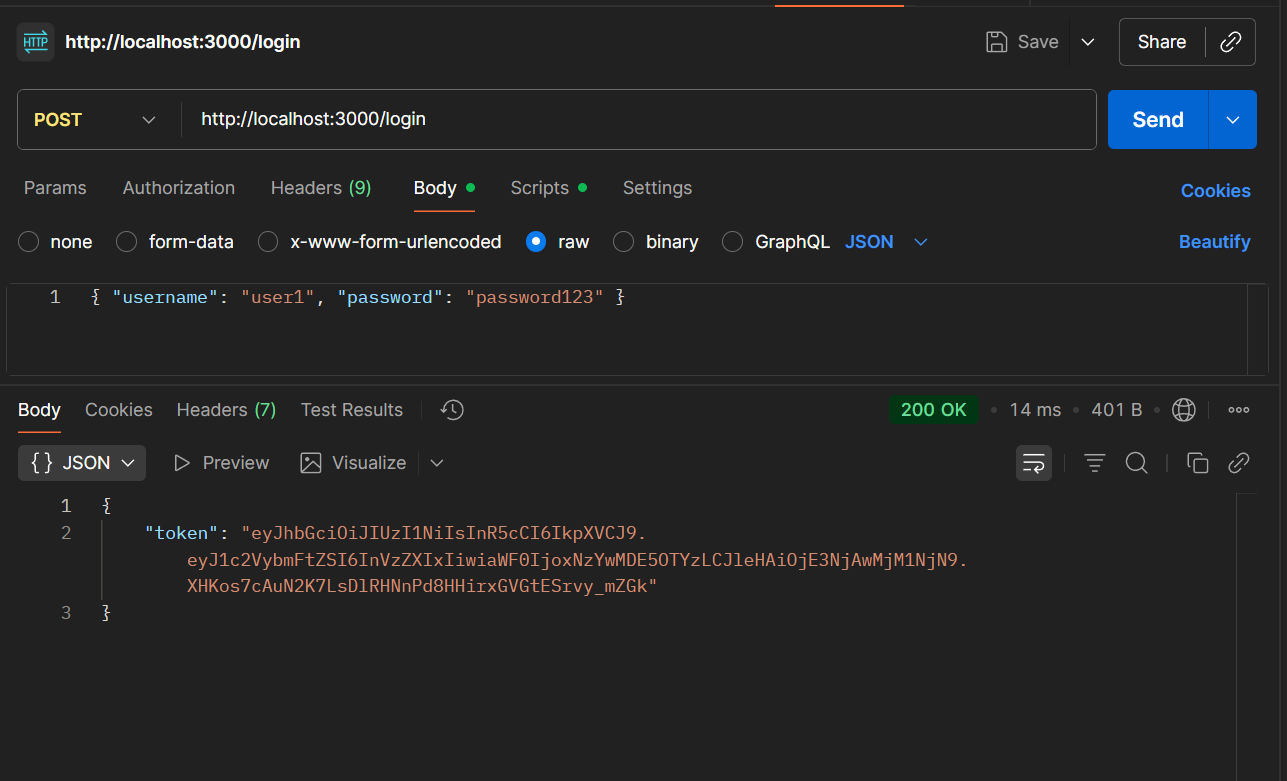 HTTP http://localhost:3000/login Save Share
POST http://localhost:3000/login Send
Params Authorization Headers (9) Body Scripts Settings Cookies
none form-data x-www-form-urlencoded raw binary GraphQL JSON Beautify
1 { "username": "user1", "password": "password123" }
Body Cookies Headers (7) Test Results 200 OK 14 ms 401 B
{} JSON Preview Visualize
1 {
2 "token": "eyJhbGciOiJIUzI1NiIsInR5cCI6IkpXVCJ9.
eyJ1c2VybmFtZSI6InVzZXIxIiwiaWF0IjoxNzYwMDE5OTYzLCJleHAiOjE3NjAwMjM1NjN9.
XHKos7cAuN2K7LsDlRHNnPd8HHirxGVGtESrvy_mZGk"
3 }